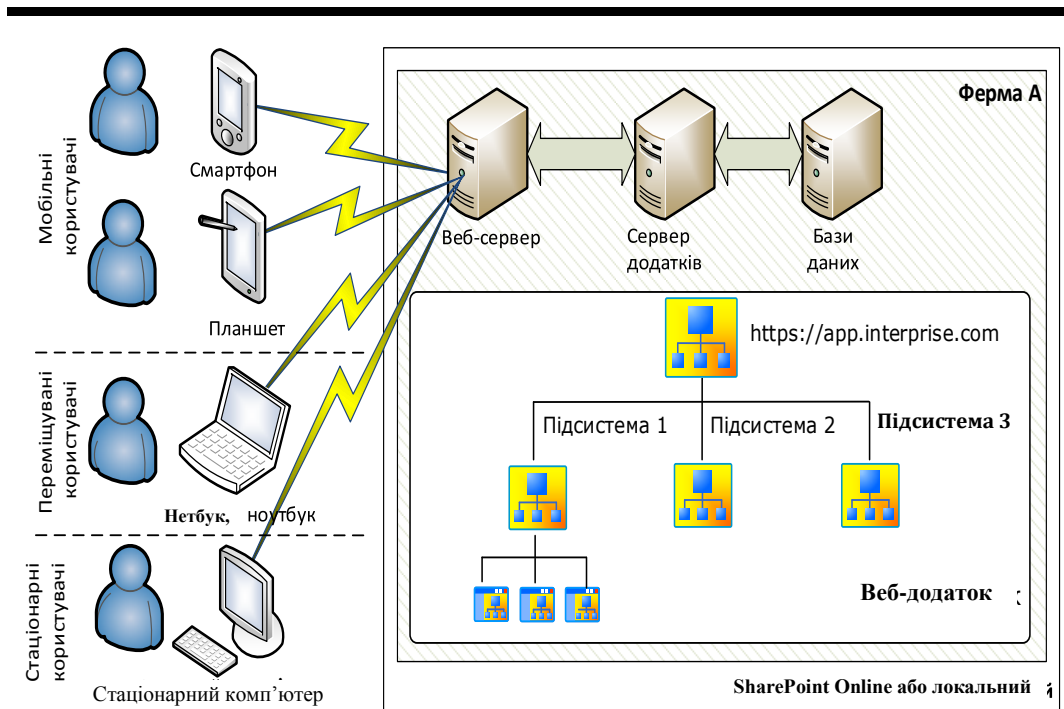 Ферма А
Мобільні
користувачі
Смартфон
Планшет
Веб-сервер
Сервер
додатків
Бази
даних
https://app.interprise.com
Підсистема 1
Підсистема 2
Підсистема 3
Переміщувані
користувачі
Нетбук, ноутбук
Веб-додаток
Стаціонарні
користувачі
Стаціонарний комп’ютер
SharePoint Online або локальний